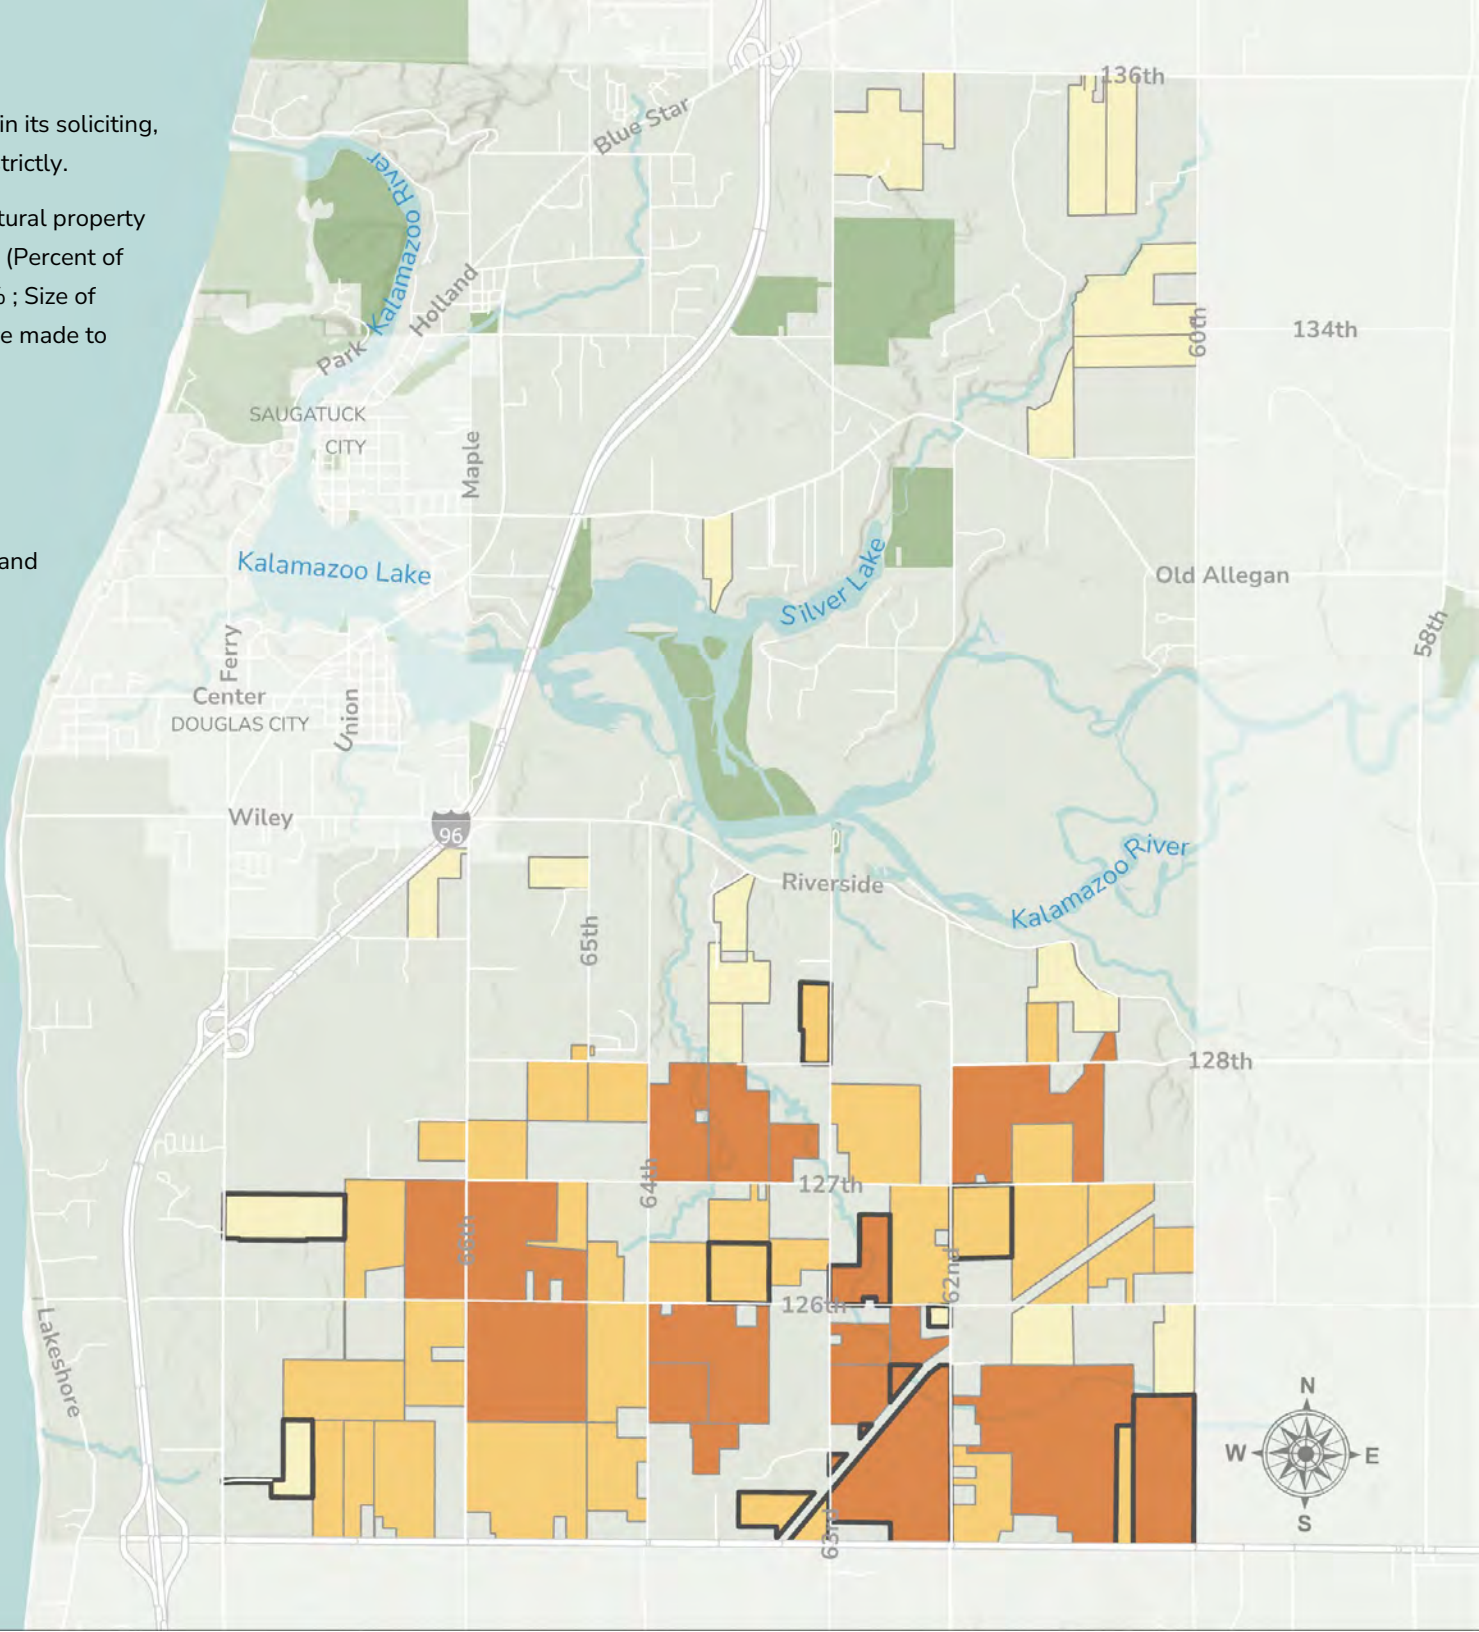 in its soliciting,
trictly.
tural property
(Percent of
% ; Size of
e made to
and
136th
Blue Star
Kalamazoo River
Holland
Park
60th
134th
SAUGATUCK
CITY
Maple
Kalamazoo Lake
Silver Lake
Old Allegan
58th
Ferry
Center
DOUGLAS CITY
Union
Wiley
96
Riverside
Kalamazoo River
65th
128th
64th
127th
66th
62nd
126th
Lakeshore
63rd
N
W
E
S